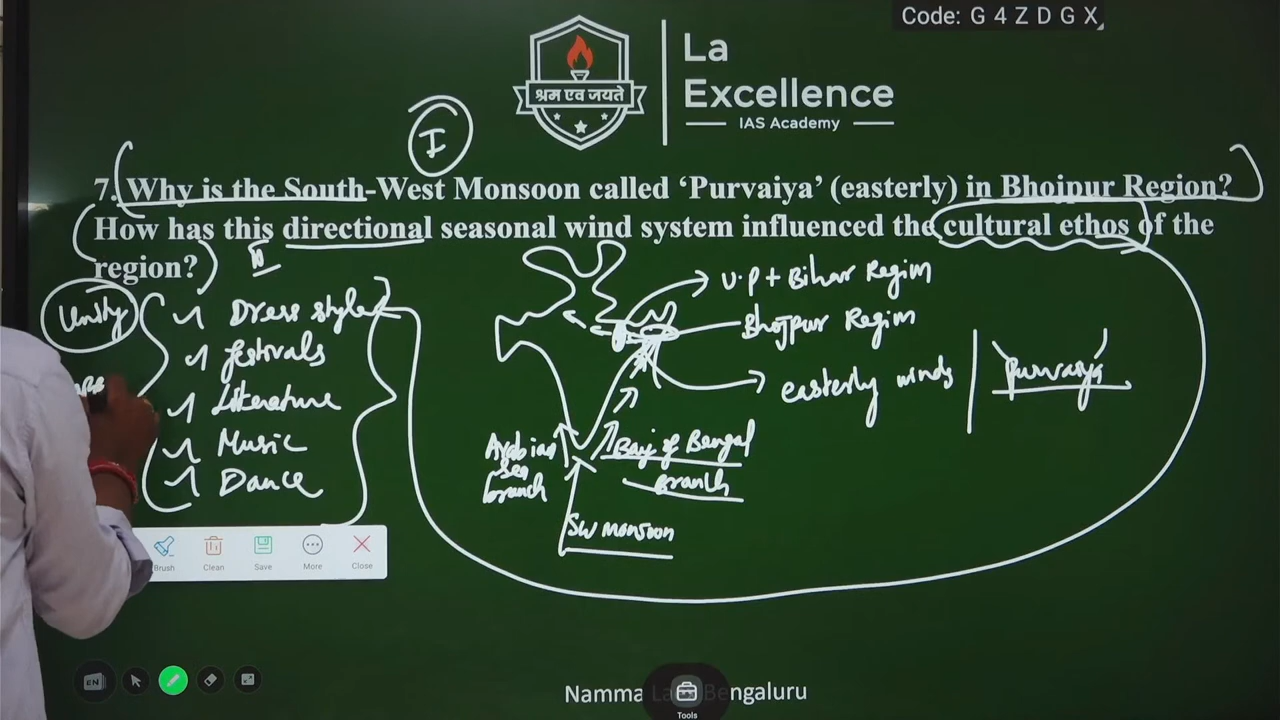 Code: G 4 Z D G X
La
Excellence
IAS Academy
श्रम एव जयते
I
7. Why is the South-West Monsoon called ‘Purvaiya’ (easterly) in Bhojpur Region?
How has this directional seasonal wind system influenced the cultural ethos of the
region?
II
Unity
Dress style
festivals
Literature
Music
Dance
U.P + Bihar Regim
Bhojpur Regim
easterly winds
Purvaiya
Arabian
sea
branch
Bay of Bengal
Branch
SW monsoon
Brush
Clean
Save
More
Close
EN
Namma
Bengaluru
Tools